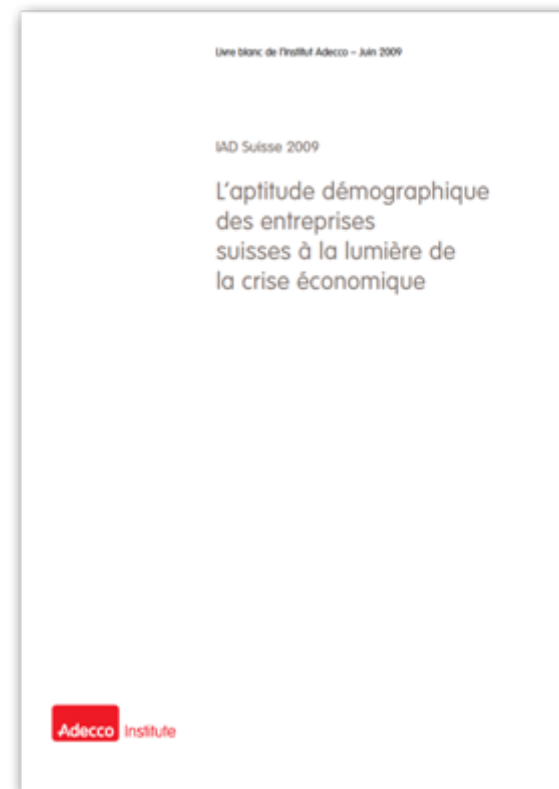 Livre blanc de l'Institut Adecco – Juin 2009
IAD Suisse 2009
L'aptitude démographique
des entreprises
suisses à la lumière de
la crise économique
Adecco Institute